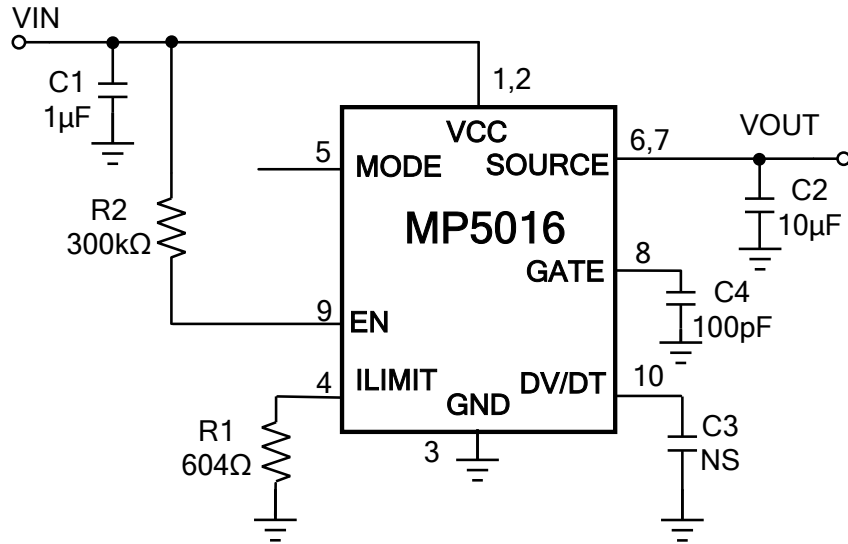 VIN
C1
1µF
1,2
VCC
5
MODE
SOURCE
6,7
VOUT
C2
10µF
R2
300kΩ
MP5016
8
GATE
C4
100pF
9
EN
4
ILIMIT
GND
DV/DT
10
R1
604Ω
3
C3
NS